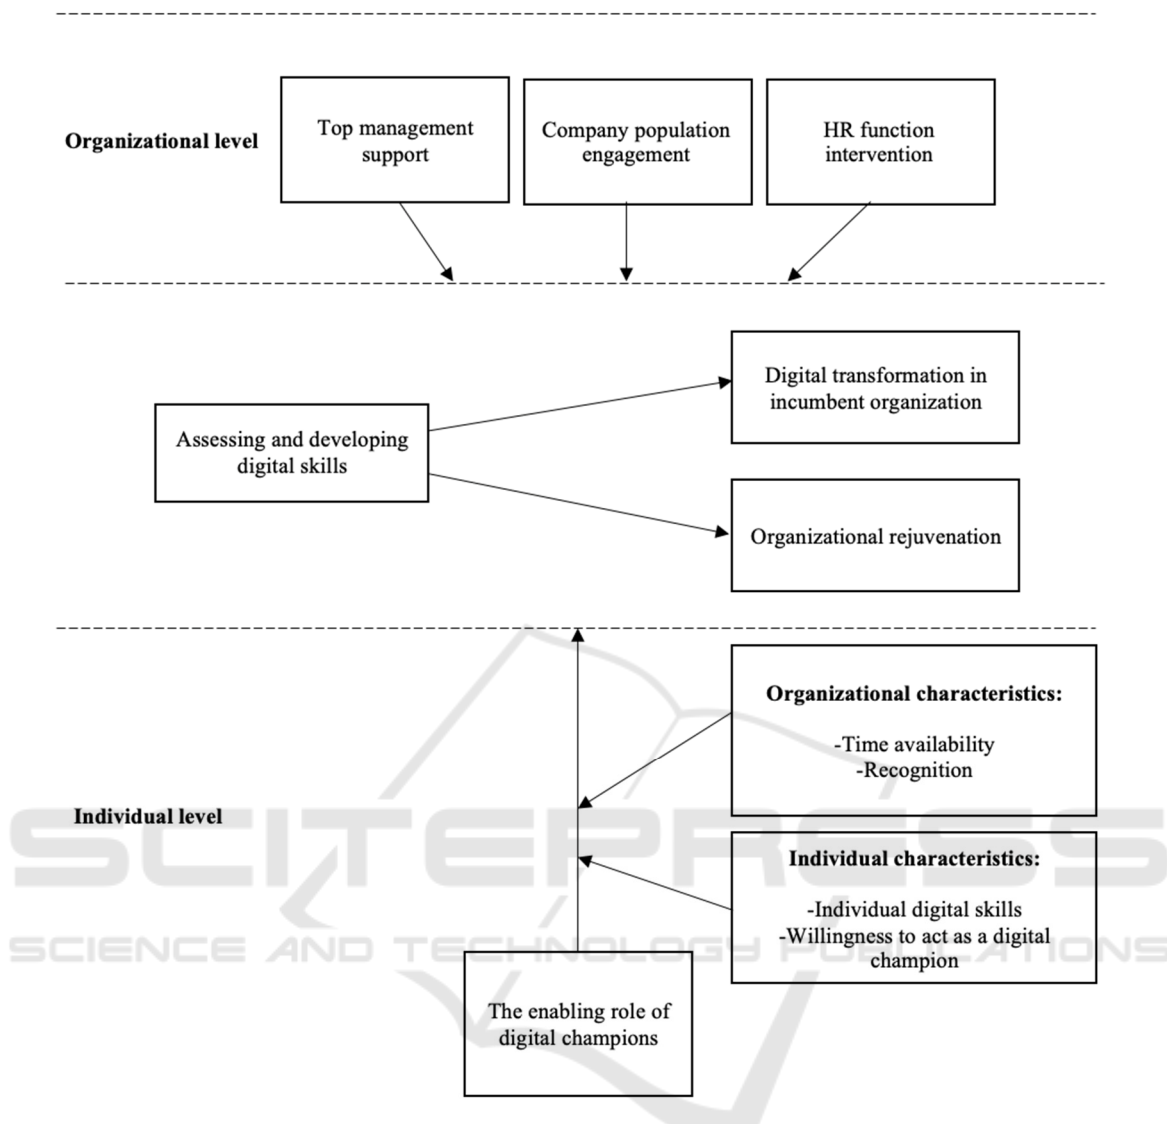 Organizational level
Top management
support
Company population
engagement
HR function
intervention
Assessing and developing
digital skills
Digital transformation in
incumbent organization
Organizational rejuvenation
Individual level
Organizational characteristics:
-Time availability
-Recognition
Individual characteristics:
-Individual digital skills
-Willingness to act as a digital
champion
The enabling role of
digital champions
SCITEPRESS
SCIENCE AND TECHNOLOGY PUBLICATIONS